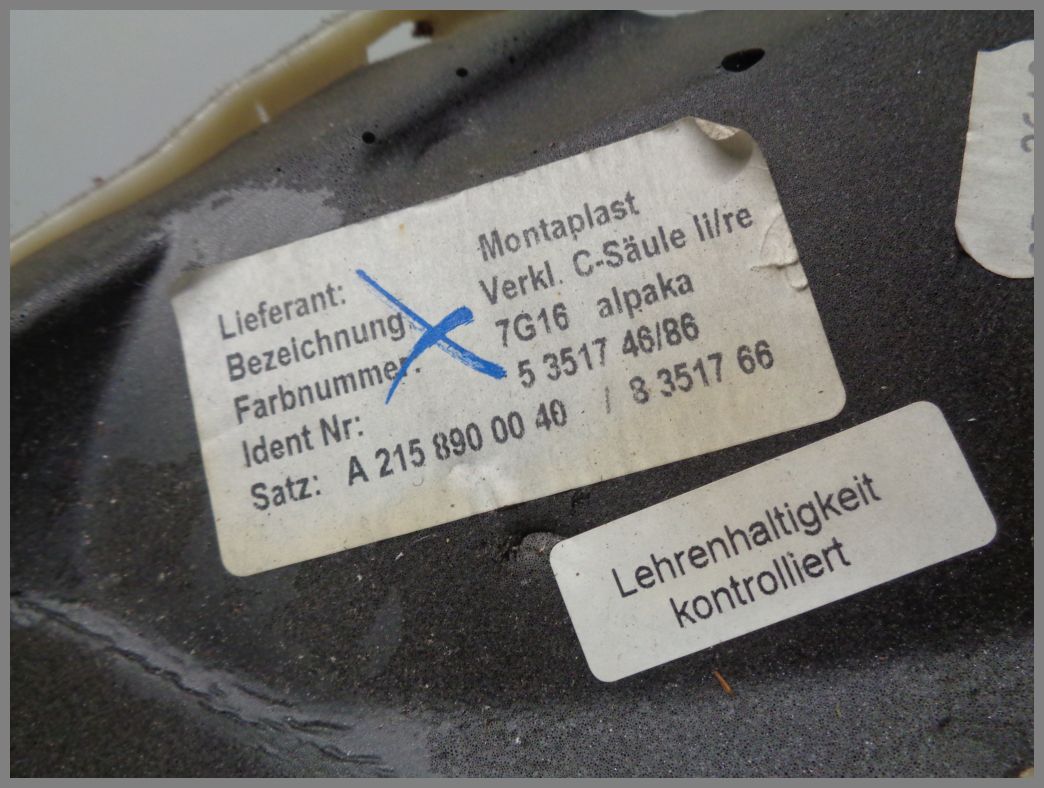 Lieferant: Montaplast
Bezeichnung Verkl. C-Säule li/re
Farbnummer: 7G16 alpaka
Ident Nr: 5 3517 46/86
Satz: A 215 890 00 40 / 8 3517 66
Lehrenhaltigkeit
kontrolliert